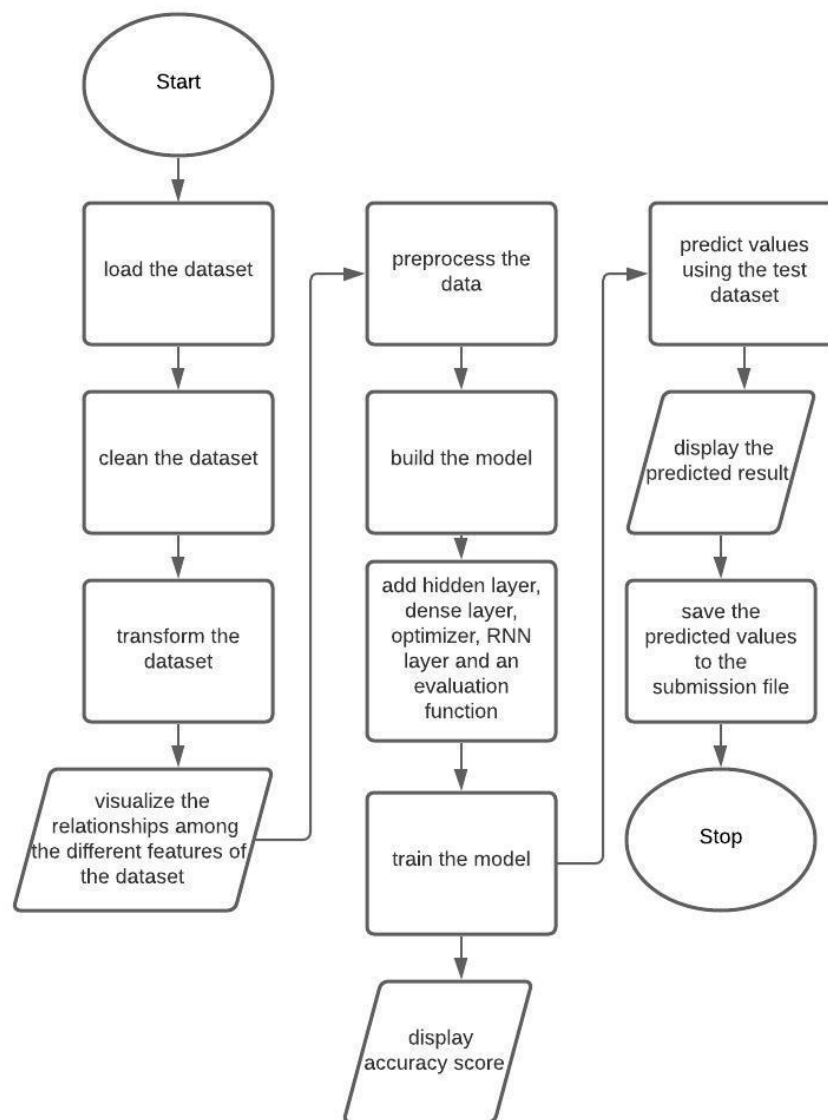 Start
load the dataset
clean the dataset
transform the
dataset
visualize the
relationships among
the different features of
the dataset
preprocess the
data
build the model
add hidden layer,
dense layer,
optimizer, RNN
layer and an
evaluation
function
train the model
display
accuracy score
predict values
using the test
dataset
display the
predicted result
save the
predicted values
to the
submission file
Stop